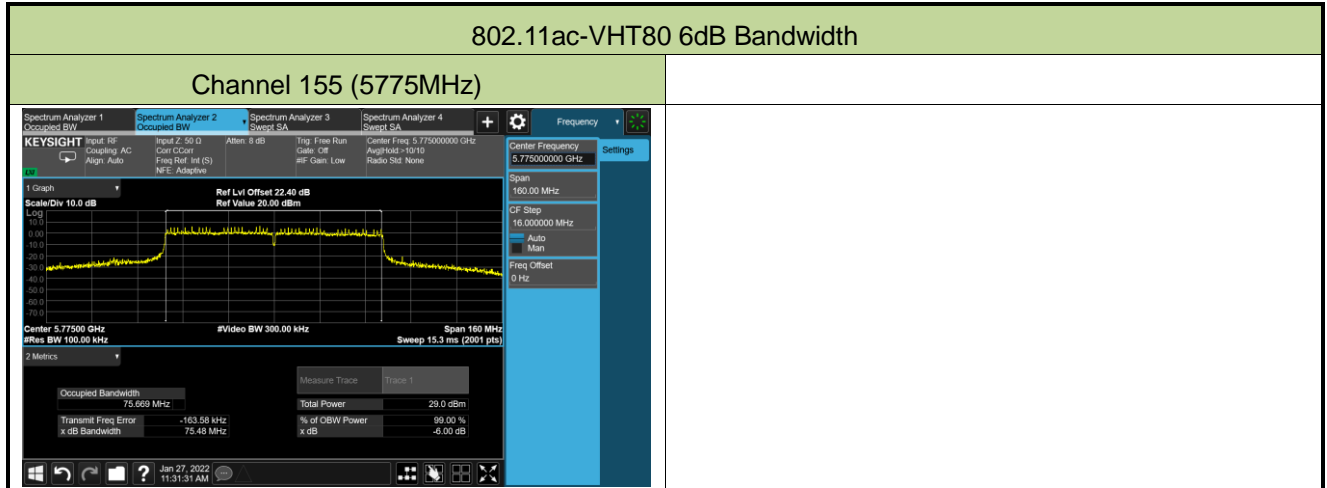 802.11ac-VHT80 6dB Bandwidth
Channel 155 (5775MHz)
Spectrum Analyzer 1
Occupied BW
Spectrum Analyzer 2
Occupied BW
Spectrum Analyzer 3
Swept SA
Spectrum Analyzer 4
Swept SA
+
Frequency
KEYSIGHT
Input: RF
Coupling: AC
Align: Auto
Input Z: 50 Ω
Corr CCorr
Freq Ref: Int (S)
NFE: Adaptive
Atten: 8 dB
Trig: Free Run
Gate: Off
#IF Gain: Low
Center Freq: 5.775000000 GHz
Avg|Hold:>10/10
Radio Std: None
Center Frequency
5.775000000 GHz
Settings
Span
160.00 MHz
CF Step
16.000000 MHz
Auto
Man
Freq Offset
0 Hz
1 Graph
Scale/Div 10.0 dB
Ref Lvl Offset 22.40 dB
Ref Value 20.00 dBm
Log
10.0
0.00
-10.0
-20.0
-30.0
-40.0
-50.0
-60.0
-70.0
Center 5.77500 GHz
#Video BW 300.00 kHz
Span 160 MHz
#Res BW 100.00 kHz
Sweep 15.3 ms (2001 pts)
2 Metrics
Measure Trace
Trace 1
Occupied Bandwidth
75.669 MHz
Total Power 29.0 dBm
Transmit Freq Error -163.58 kHz
% of OBW Power 99.00 %
x dB Bandwidth 75.48 MHz
x dB -6.00 dB
?
Jan 27, 2022
11:31:31 AM